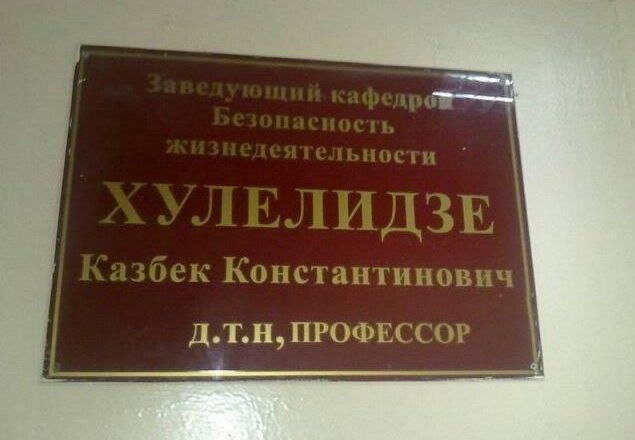 Заведующий кафедрой
Безопасность
жизнедеятельности
ХУЛЕЛИДЗЕ
Казбек Константинович
д.т.н, ПРОФЕССОР